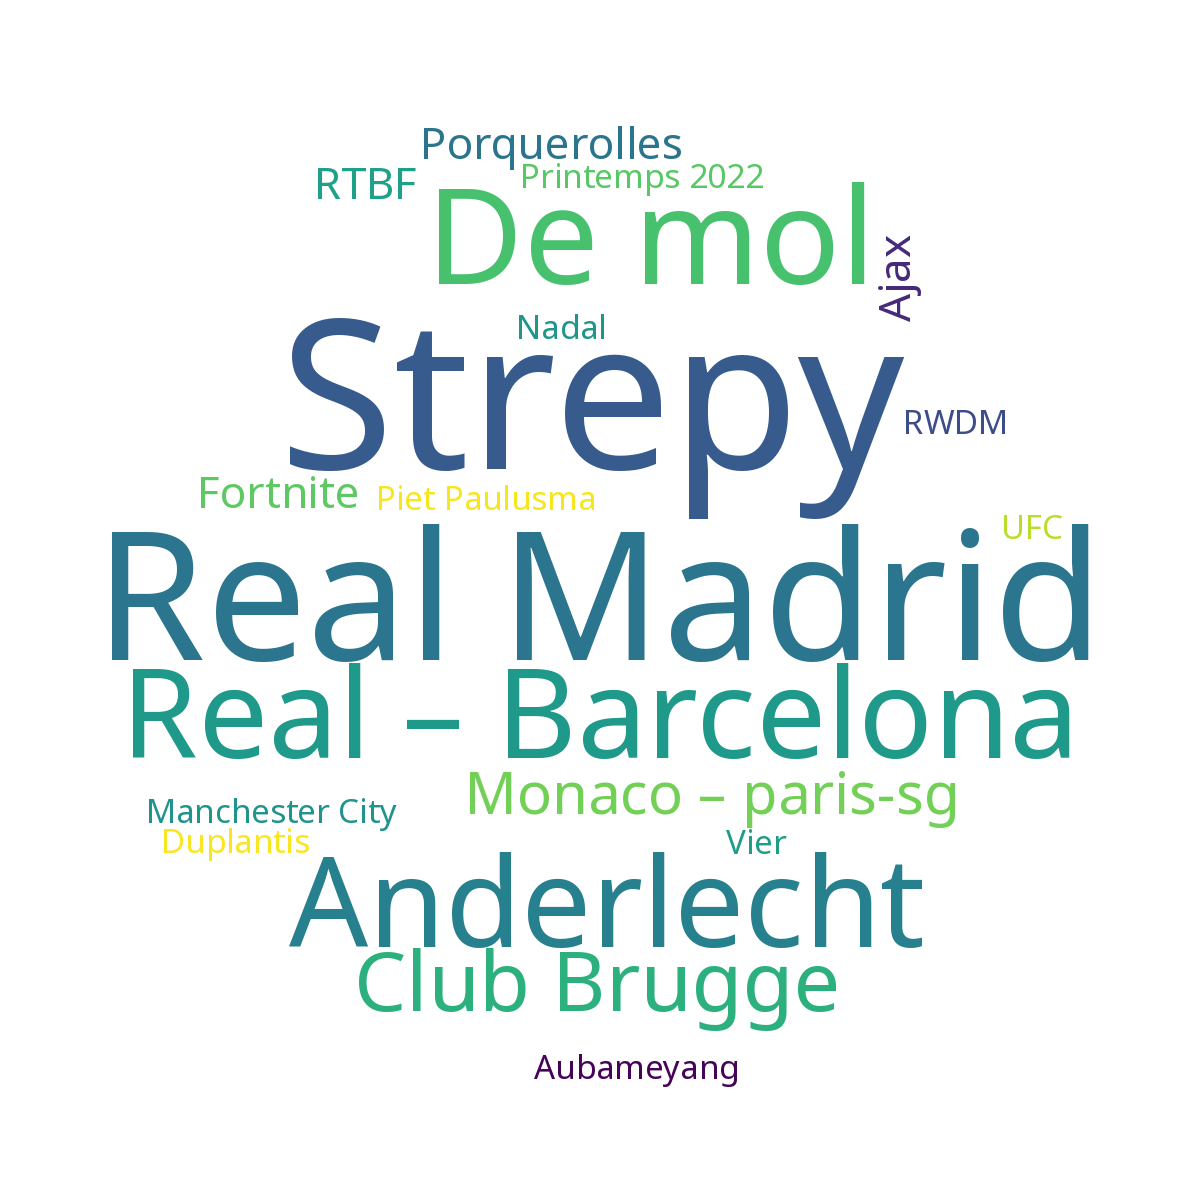 Porquerolles
RTBF
Printemps 2022
De mol
Ajax
Nadal
Strepy
RWDM
Fortnite
Piet Paulusma
UFC
Real Madrid
Real – Barcelona
Monaco – paris-sg
Manchester City
Duplantis
Vier
Anderlecht
Club Brugge
Aubameyang